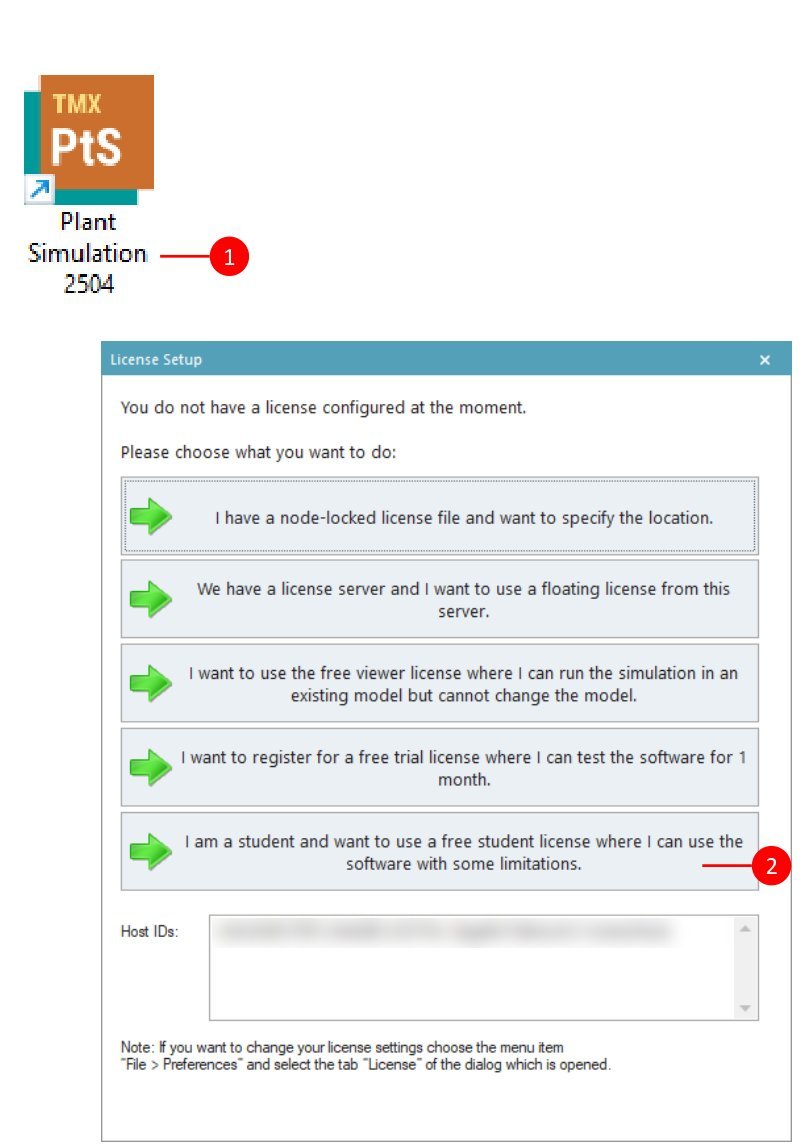 TMX
PtS
Plant
Simulation
2504
1
License Setup
You do not have a license configured at the moment.
Please choose what you want to do:
I have a node-locked license file and want to specify the location.
We have a license server and I want to use a floating license from this
server.
I want to use the free viewer license where I can run the simulation in an
existing model but cannot change the model.
I want to register for a free trial license where I can test the software for 1
month.
I am a student and want to use a free student license where I can use the
software with some limitations.
2
Host IDs:
Note: If you want to change your license settings choose the menu item
"File > Preferences" and select the tab "License" of the dialog which is opened.